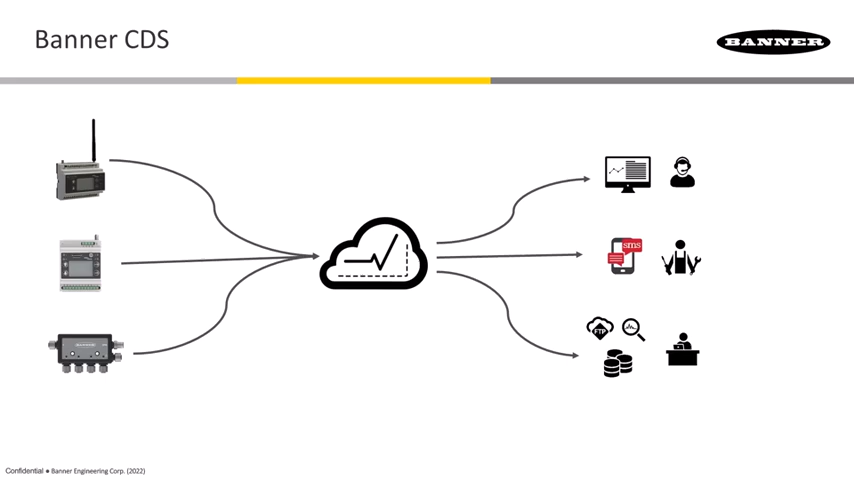 Banner CDS
BANNER
sms
FTP
Confidential ● Banner Engineering Corp. (2022)